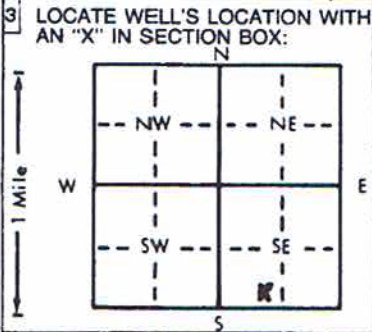 3 LOCATE WELL'S LOCATION WITH
AN "X" IN SECTION BOX:
N
NW NE
W E
1 Mile
SW SE
X
S